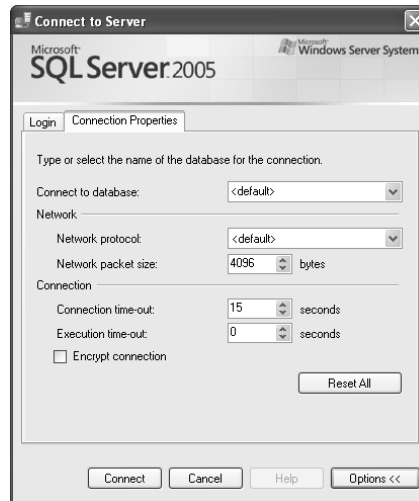 Connect to Server
Microsoft
SQL Server 2005
Microsoft
Windows Server System
Login Connection Properties
Type or select the name of the database for the connection.
Connect to database: <default>
Network
Network protocol: <default>
Network packet size: 4096 bytes
Connection
Connection time-out: 15 seconds
Execution time-out: 0 seconds
Encrypt connection
Reset All
Connect Cancel Help Options <<